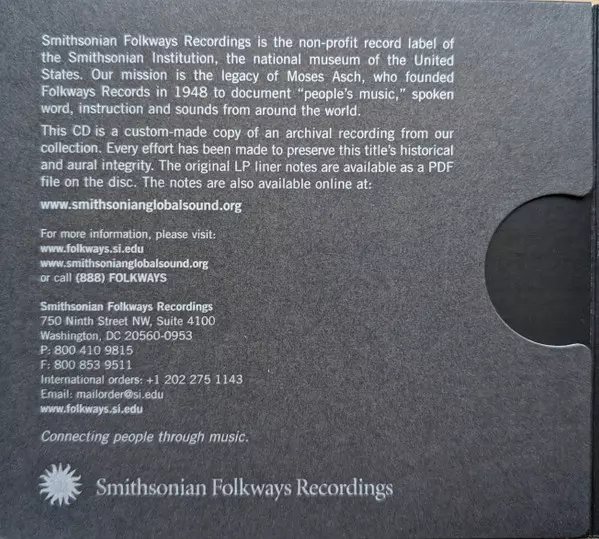 Smithsonian Folkways Recordings is the non-profit record label of
the Smithsonian Institution, the national museum of the United
States. Our mission is the legacy of Moses Asch, who founded
Folkways Records in 1948 to document “people’s music,” spoken
word, instruction and sounds from around the world.
This CD is a custom-made copy of an archival recording from our
collection. Every effort has been made to preserve this title’s historical
and aural integrity. The original LP liner notes are available as a PDF
file on the disc. The notes are also available online at:
www.smithsonianglobalsound.org
For more information, please visit:
www.folkways.si.edu
www.smithsonianglobalsound.org
or call (888) FOLKWAYS
Smithsonian Folkways Recordings
750 Ninth Street NW, Suite 4100
Washington, DC 20560-0953
P: 800 410 9815
F: 800 853 9511
International orders: +1 202 275 1143
Email: mailorder@si.edu
www.folkways.si.edu
Connecting people through music.
Smithsonian Folkways Recordings